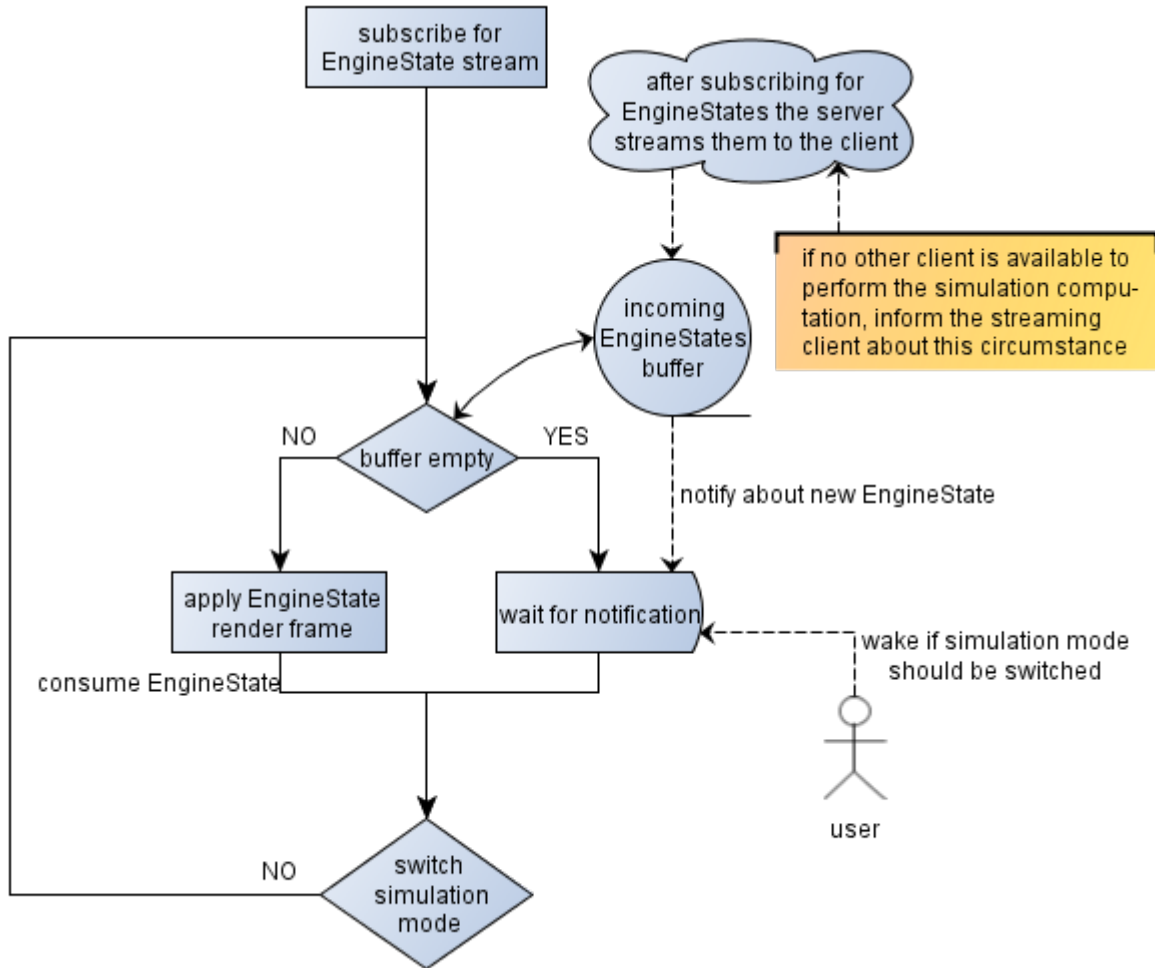 subscribe for
EngineState stream
after subscribing for
EngineStates the server
streams them to the client
if no other client is available to
perform the simulation compu-
tation, inform the streaming
client about this circumstance
incoming
EngineStates
buffer
NO
YES
buffer empty
notify about new EngineState
apply EngineState
render frame
wait for notification
wake if simulation mode
should be switched
consume EngineState
user
NO
switch
simulation
mode